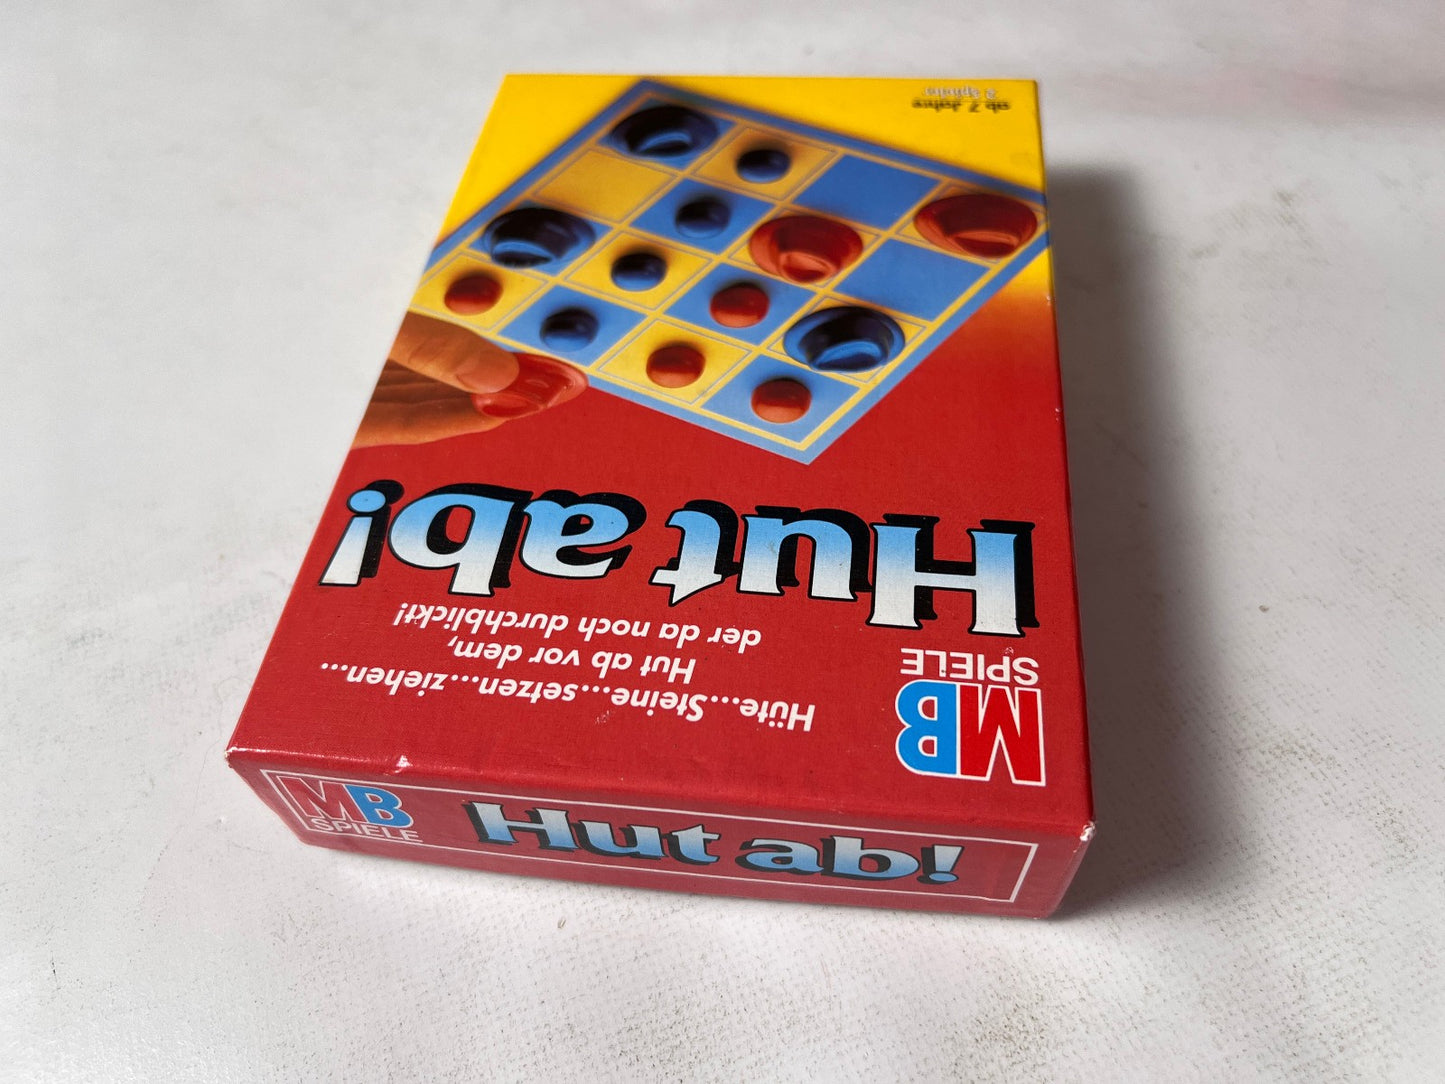 MB
SPIELE
Hüte...Steine...setzen...ziehen...
Hut ab vor dem,
der da noch durchblickt!
Hut ab!
ab 7 Jahre
2 Spieler
MB
SPIELE
Hut ab!